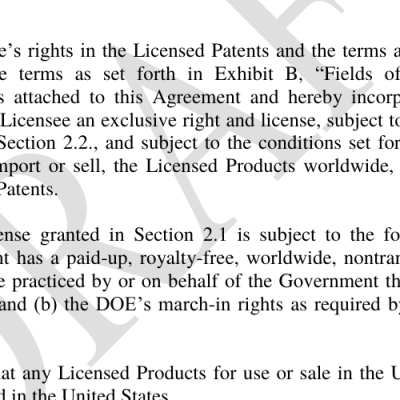 e’s rights in the Licensed Patents and the terms a
e terms as set forth in Exhibit B, “Fields of
s attached to this Agreement and hereby incorp
Licensee an exclusive right and license, subject to
Section 2.2., and subject to the conditions set for
mport or sell, the Licensed Products worldwide,
Patents.
ense granted in Section 2.1 is subject to the fo
nt has a paid-up, royalty-free, worldwide, nontran
e practiced by or on behalf of the Government th
and (b) the DOE’s march-in rights as required by
at any Licensed Products for use or sale in the U
d in the United States